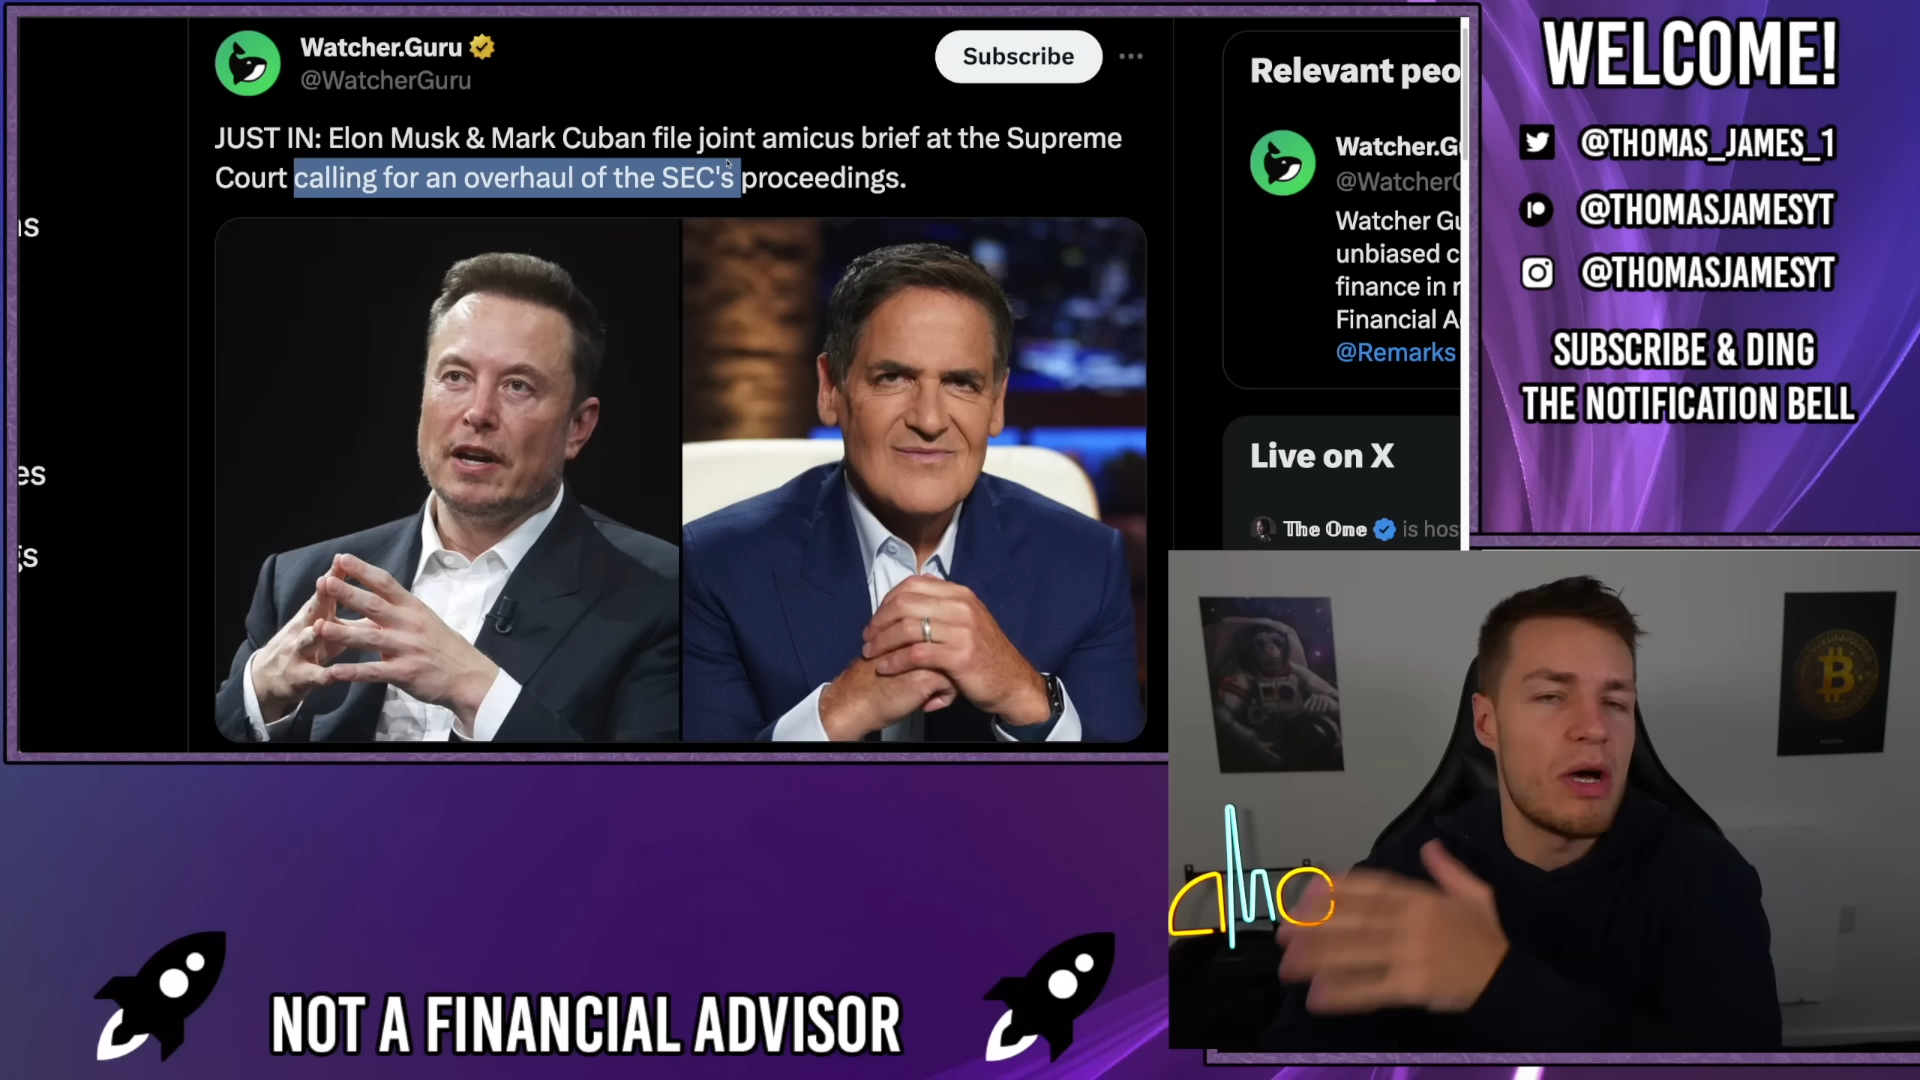 Watcher.Guru
@WatcherGuru
Subscribe
JUST IN: Elon Musk & Mark Cuban file joint amicus brief at the Supreme
Court calling for an overhaul of the SEC's proceedings.
Relevant peo
Watcher.G
@Watcher
Watcher Gu
unbiased c
finance in r
Financial A
@Remarks
Live on X
The One is hos
WELCOME!
@THOMAS_JAMES_1
@THOMASJAMESYT
@THOMASJAMESYT
SUBSCRIBE & DING
THE NOTIFICATION BELL
NOT A FINANCIAL ADVISOR